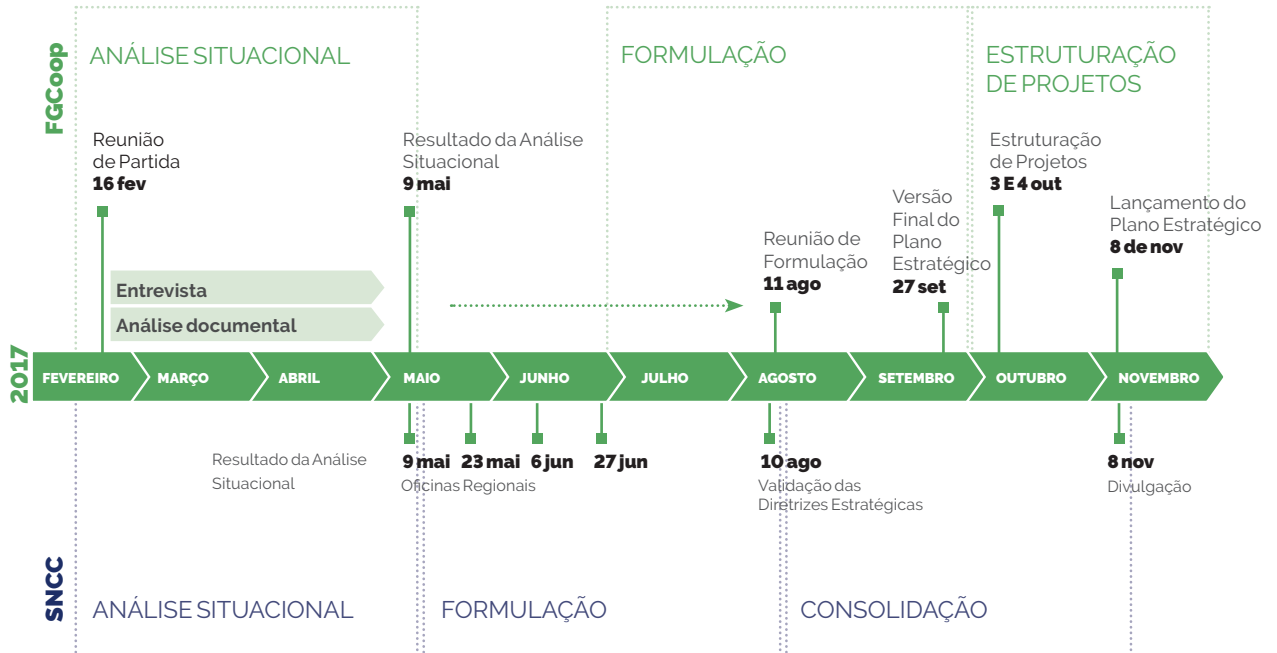 FGCoop
ANÁLISE SITUACIONAL
FORMULAÇÃO
ESTRUTURAÇÃO
DE PROJETOS
Reunião
de Partida
16 fev
Resultado da Análise
Situacional
9 mai
Reunião de
Formulação
11 ago
Versão
Final do
Plano
Estratégico
27 set
Estruturação
de Projetos
3 E 4 out
Lançamento do
Plano Estratégico
8 de nov
Entrevista
Análise documental
2017
FEVEREIRO
MARÇO
ABRIL
MAIO
JUNHO
JULHO
AGOSTO
SETEMBRO
OUTUBRO
NOVEMBRO
Resultado da Análise
Situacional
9 mai
23 mai
6 jun
27 jun
Oficinas Regionais
10 ago
Validação das
Diretrizes Estratégicas
8 nov
Divulgação
SNCC
ANÁLISE SITUACIONAL
FORMULAÇÃO
CONSOLIDAÇÃO